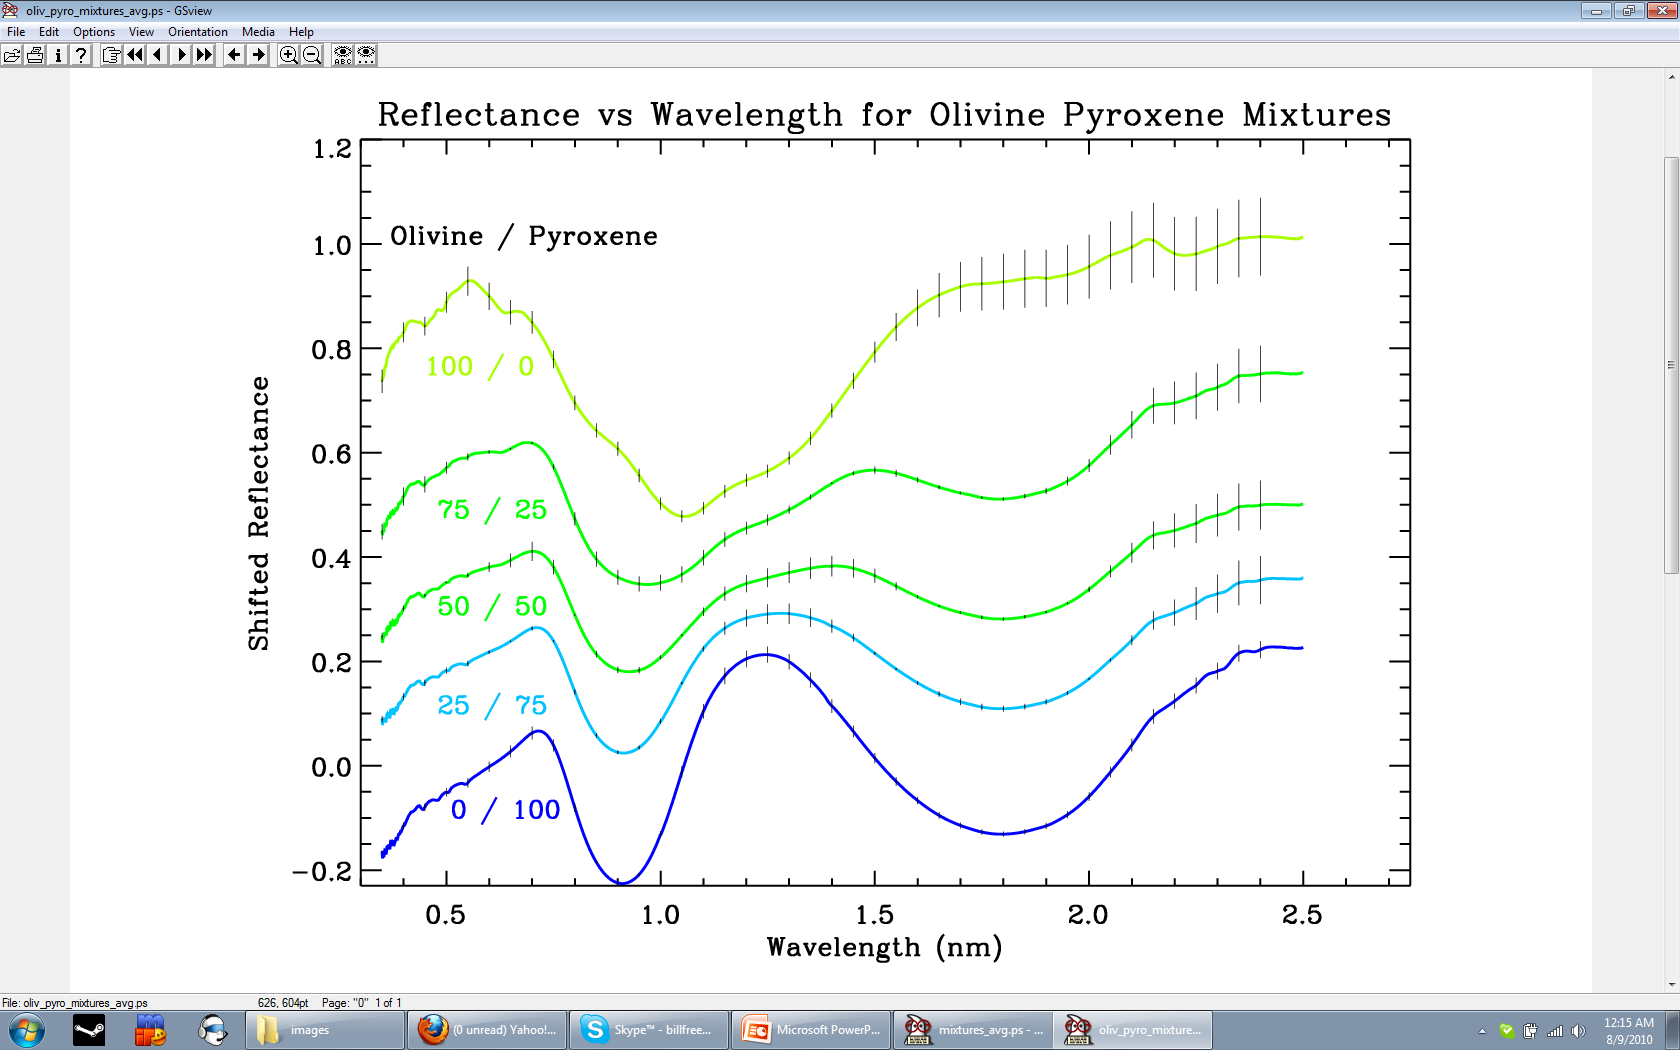 oliv_pyro_mixtures_avg.ps - GSview
File Edit Options View Orientation Media Help
Reflectance vs Wavelength for Olivine Pyroxene Mixtures
1.2
Olivine / Pyroxene
1.0
0.8
100 / 0
0.6
75 / 25
0.4
50 / 50
0.2
25 / 75
0.0
0 / 100
-0.2
Shifted Reflectance
0.5 1.0 1.5 2.0 2.5
Wavelength (nm)
File: oliv_pyro_mixtures_avg.ps 626, 604pt Page: "0" 1 of 1
images (0 unread) Yahoo!... Skype™ - billfree... Microsoft PowerP... mixtures_avg.ps - ... oliv_pyro_mixture... 12:15 AM
8/9/2010